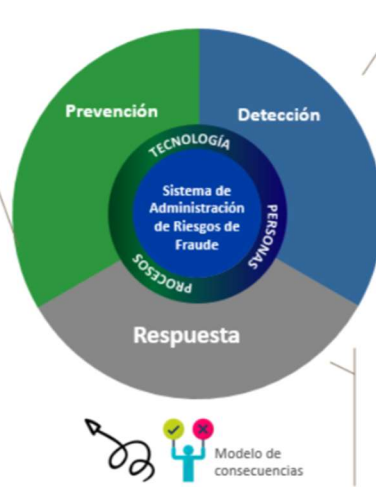 Prevención
Detección
TECNOLOGÍA
PERSONAS
PROCESOS
Sistema de
Administración
de Riesgos de
Fraude
Respuesta
Modelo de
consecuencias